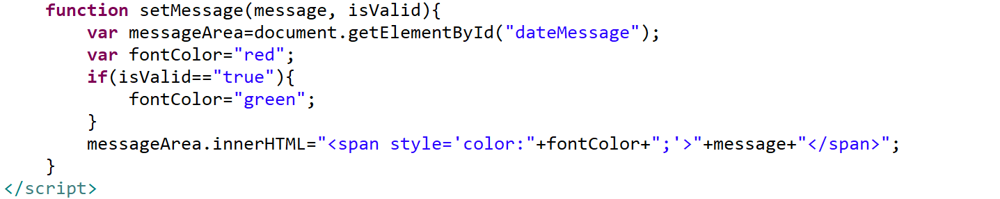 function setMessage(message, isValid){
var messageArea=document.getElementById("dateMessage");
var fontColor="red";
if(isValid=="true"){
fontColor="green";
}
messageArea.innerHTML="<span style='color:"+fontColor+";'>"+message+"</span>";
}
</script>